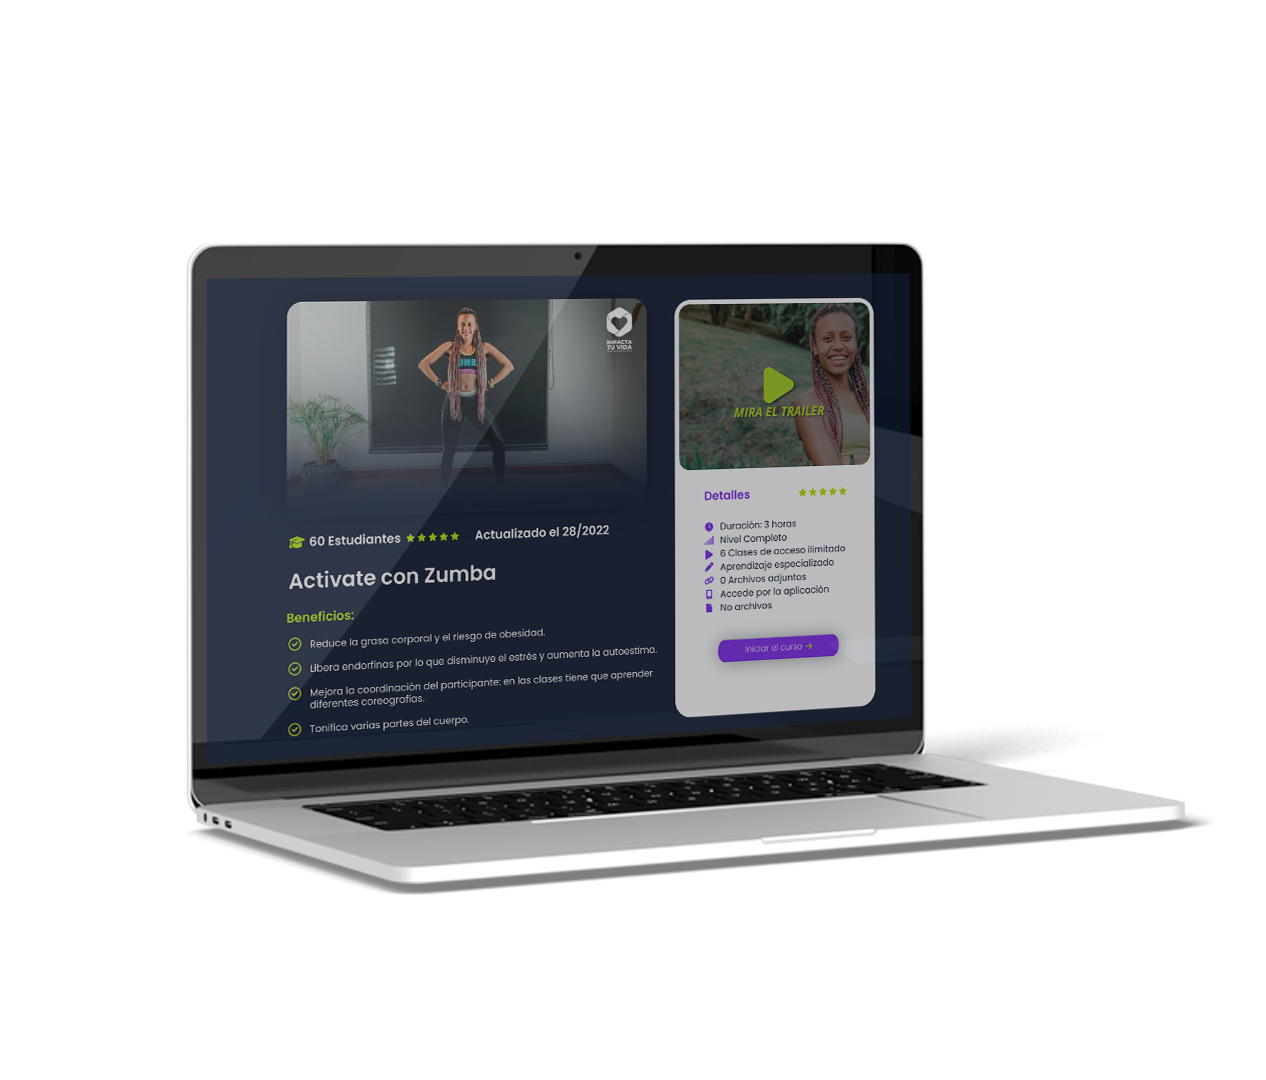 IMPACTA
TU VIDA
UMB
60 Estudiantes
Actualizado el 28/2022
Activate con Zumba
Beneficios:
Reduce la grasa corporal y el riesgo de obesidad.
Libera endorfinas por lo que disminuye el estrés y aumenta la autoestima.
Mejora la coordinación del participante: en las clases tiene que aprender
diferentes coreografías.
Tonifica varias partes del cuerpo.
MIRA EL TRAILER
Detalles
Duración: 3 horas
Nivel Completo
6 Clases de acceso ilimitado
Aprendizaje especializado
0 Archivos adjuntos
Accede por la aplicación
No archivos
Iniciar el curso →